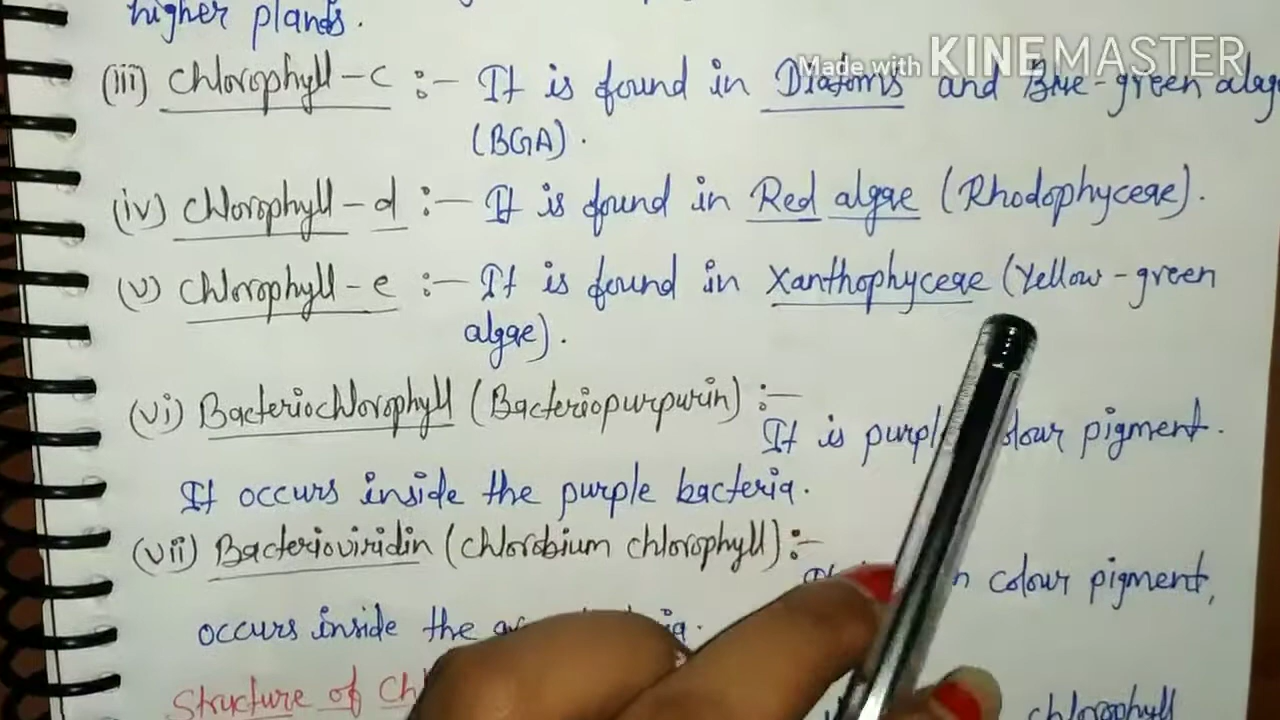 higher plants.
Made with KINEMASTER
(iii) Chlorophyll-c :- It is found in Diatoms and Blue-green alag
(BGA).
(iv) Chlorophyll-d :- It is found in Red algae (Rhodophyceae).
(v) Chlorophyll-e :- It is found in Xanthophyceae (Yellow-green
algae).
(vi) Bacteriochlorophyll (Bacteriopurpurin) :-
It is purpl olour pigment.
It occurs inside the purple bacteria.
(vii) Bacterioviridin (Chlorobium chlorophyll) :-
n colour pigment,
occurs inside the
Structure of Ch
chlorophyll